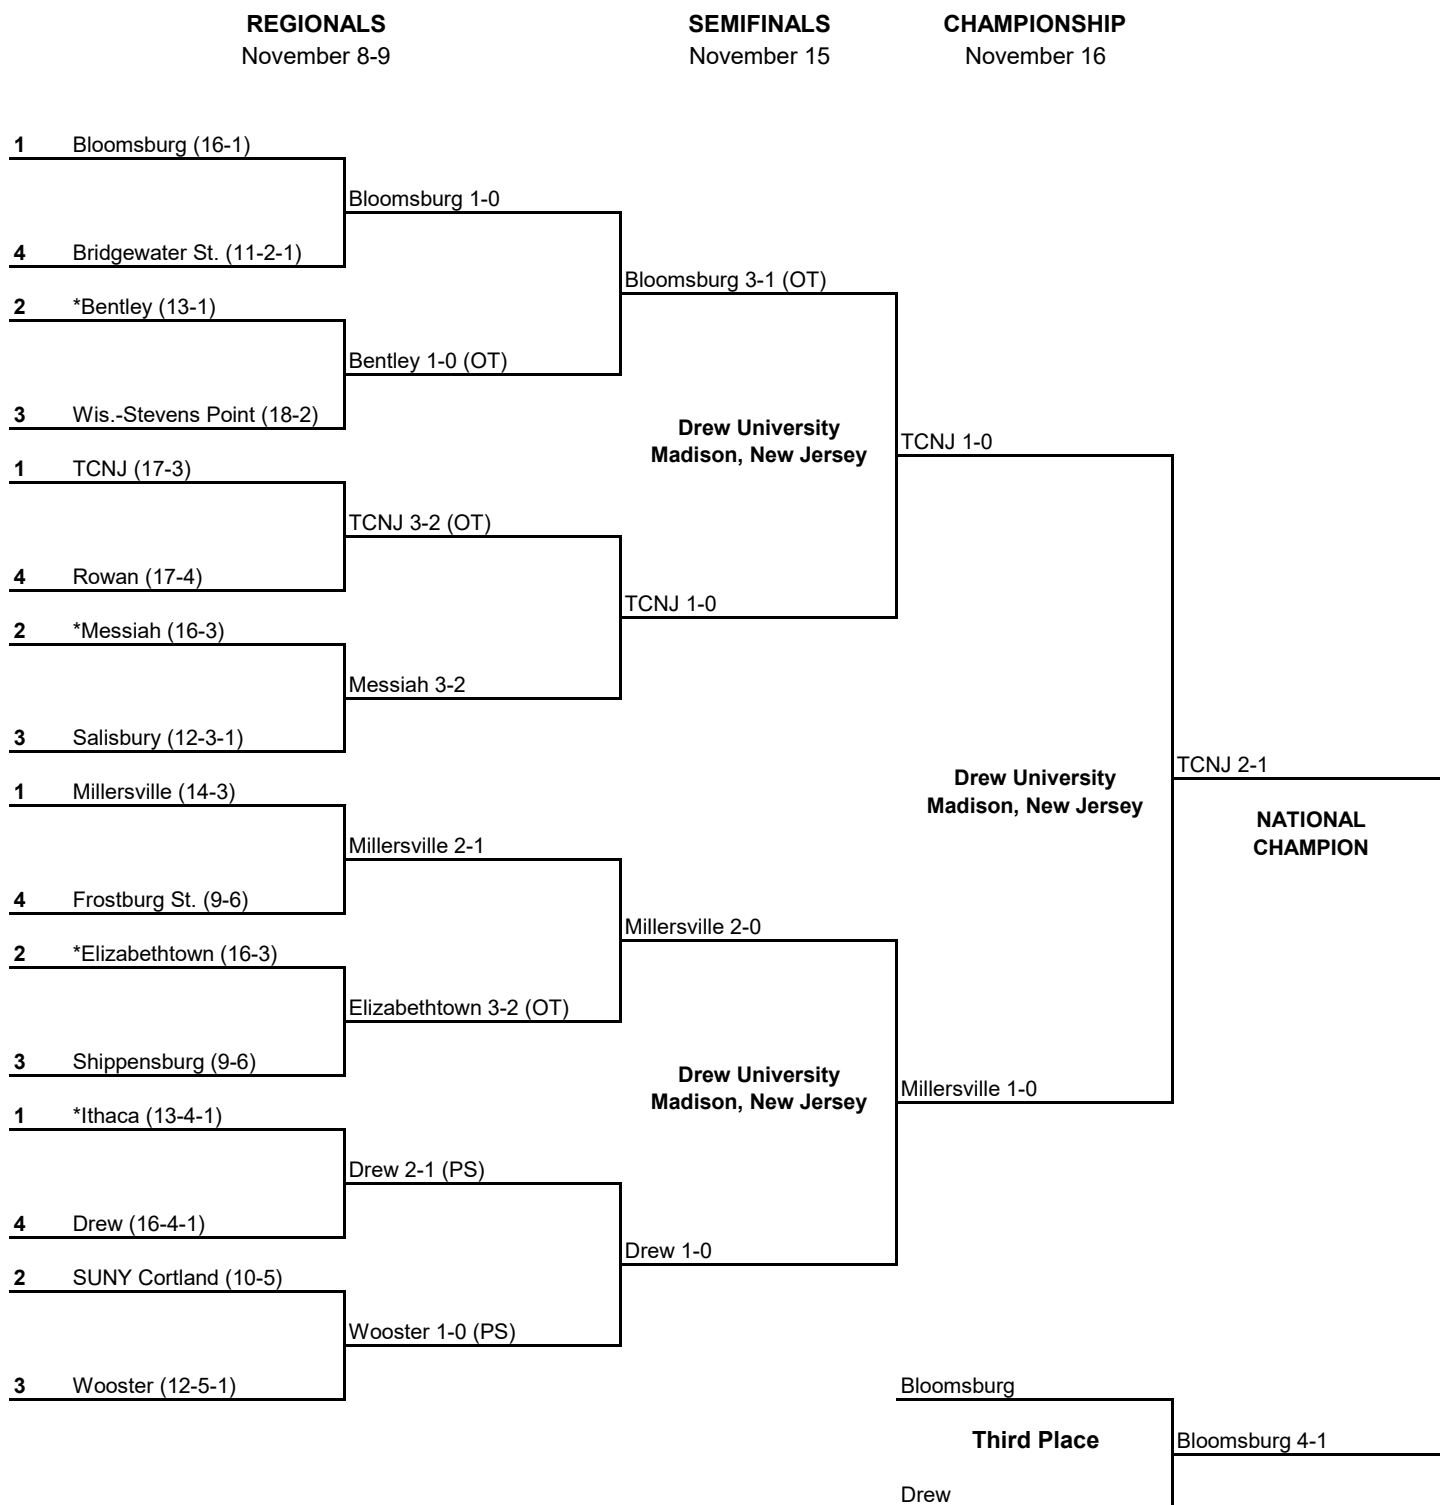 REGIONALS
November 8-9
SEMIFINALS
November 15
CHAMPIONSHIP
November 16
1 Bloomsburg (16-1)
Bloomsburg 1-0
4 Bridgewater St. (11-2-1)
Bloomsburg 3-1 (OT)
2 *Bentley (13-1)
Bentley 1-0 (OT)
3 Wis.-Stevens Point (18-2)
Drew University
Madison, New Jersey
TCNJ 1-0
1 TCNJ (17-3)
TCNJ 3-2 (OT)
4 Rowan (17-4)
TCNJ 1-0
2 *Messiah (16-3)
Messiah 3-2
3 Salisbury (12-3-1)
Drew University
Madison, New Jersey
TCNJ 2-1
NATIONAL
CHAMPION
1 Millersville (14-3)
Millersville 2-1
4 Frostburg St. (9-6)
Millersville 2-0
2 *Elizabethtown (16-3)
Elizabethtown 3-2 (OT)
3 Shippensburg (9-6)
Drew University
Madison, New Jersey
Millersville 1-0
1 *Ithaca (13-4-1)
Drew 2-1 (PS)
4 Drew (16-4-1)
Drew 1-0
2 SUNY Cortland (10-5)
Wooster 1-0 (PS)
3 Wooster (12-5-1)
Bloomsburg
Third Place
Bloomsburg 4-1
Drew